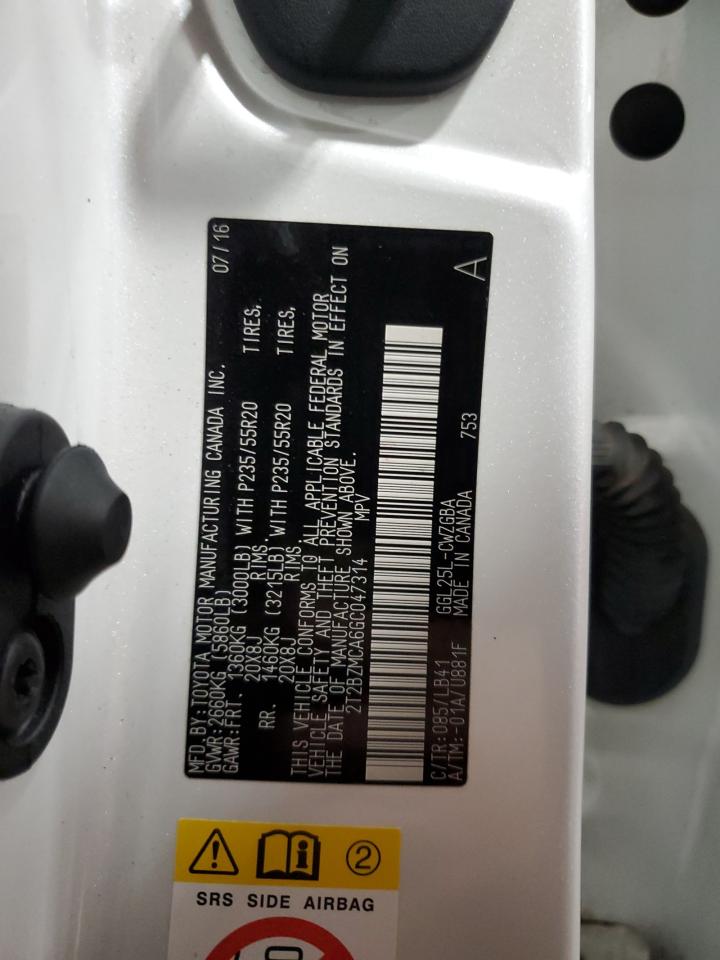 MFD.BY:TOYOTA MOTOR MANUFACTURING CANADA INC. 07/16
GVWR:2660KG (5860LB)
GAWR:FRT. 1360KG (3000LB) WITH P235/55R20 TIRES,
20X8J RIMS
RR. 1460KG (3215LB) WITH P235/55R20 TIRES,
20X8J RIMS
THIS VEHICLE CONFORMS TO ALL APPLICABLE FEDERAL MOTOR
VEHICLE SAFETY AND THEFT PREVENTION STANDARDS IN EFFECT ON
THE DATE OF MANUFACTURE SHOWN ABOVE.
2T2BZMCA6GC047314 MPV
C/TR:085/LB41 GGL25L-CWZGBA
A/TM:-01A/U881F MADE IN CANADA 753 A
2
SRS SIDE AIRBAG